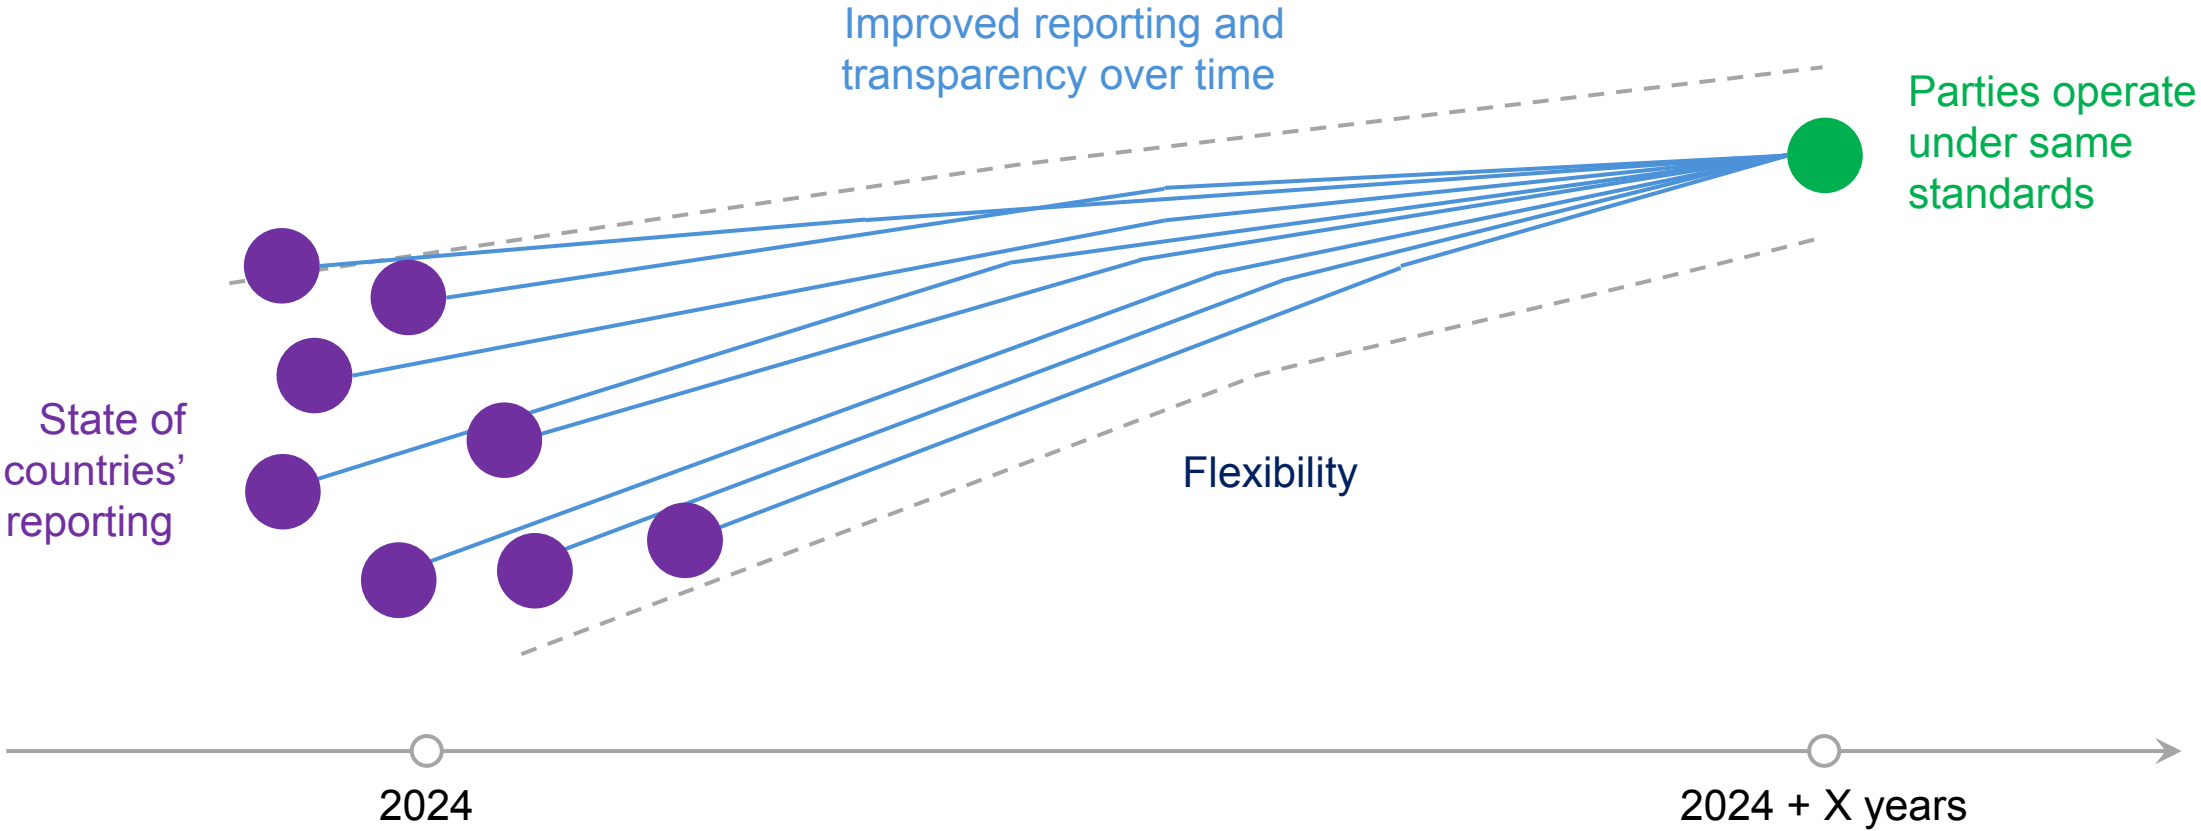 Improved reporting and
transparency over time
Parties operate
under same
standards
State of
countries’
reporting
Flexibility
2024
2024 + X years